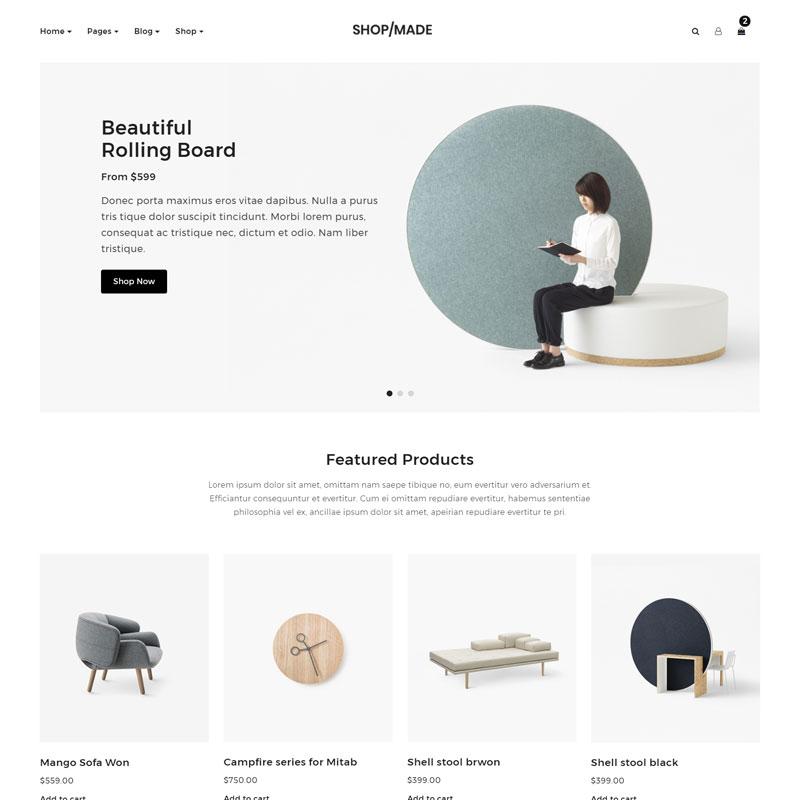 Home Pages Blog Shop
SHOP/MADE
2
Beautiful
Rolling Board
From $599
Donec porta maximus eros vitae dapibus. Nulla a purus
tris tique dolor suscipit tincidunt. Morbi lorem purus,
consequat ac tristique nec, dictum et odio. Nam liber
tristique.
Shop Now
Featured Products
Lorem ipsum dolor sit amet, omittam nam saepe tibique no, eum evertitur vero adversarium et.
Efficiantur consequuntur et evertitur. Cum ei omittam repudiare evertitur, habemus sententiae
philosophia vel ex, ancillae ipsum dolor sit amet, apeirian repudiare evertitur te pri.
Mango Sofa Won
$559.00
Add to cart
Campfire series for Mitab
$750.00
Add to cart
Shell stool brwon
$399.00
Add to cart
Shell stool black
$399.00
Add to cart